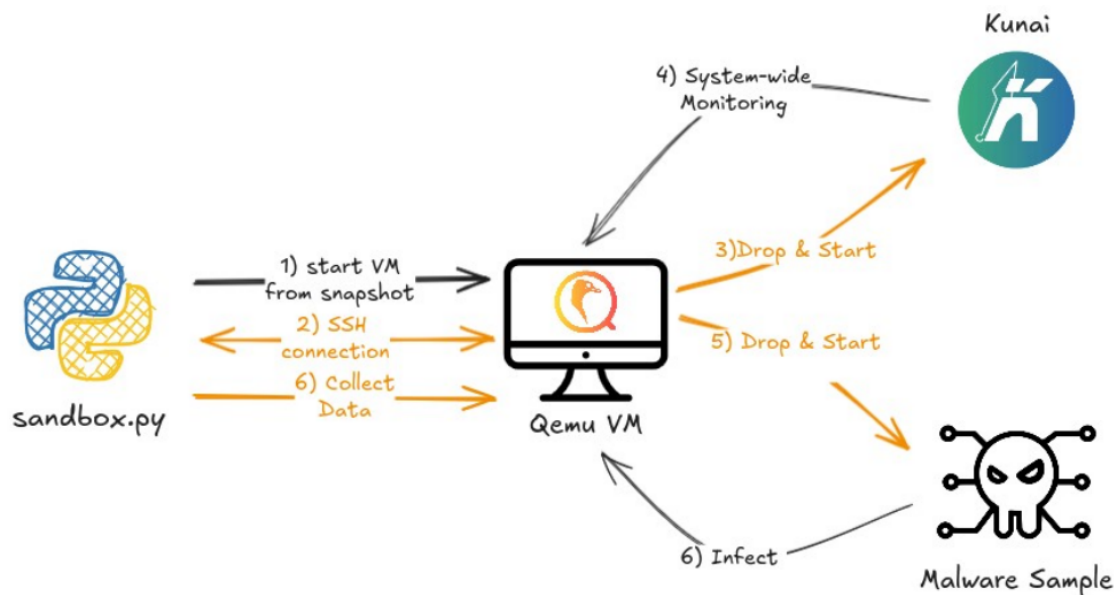 Kunai
4) System-wide
Monitoring
1) start VM
from snapshot
2) SSH
connection
6) Collect
Data
sandbox.py
Qemu VM
3)Drop & Start
5) Drop & Start
6) Infect
Malware Sample